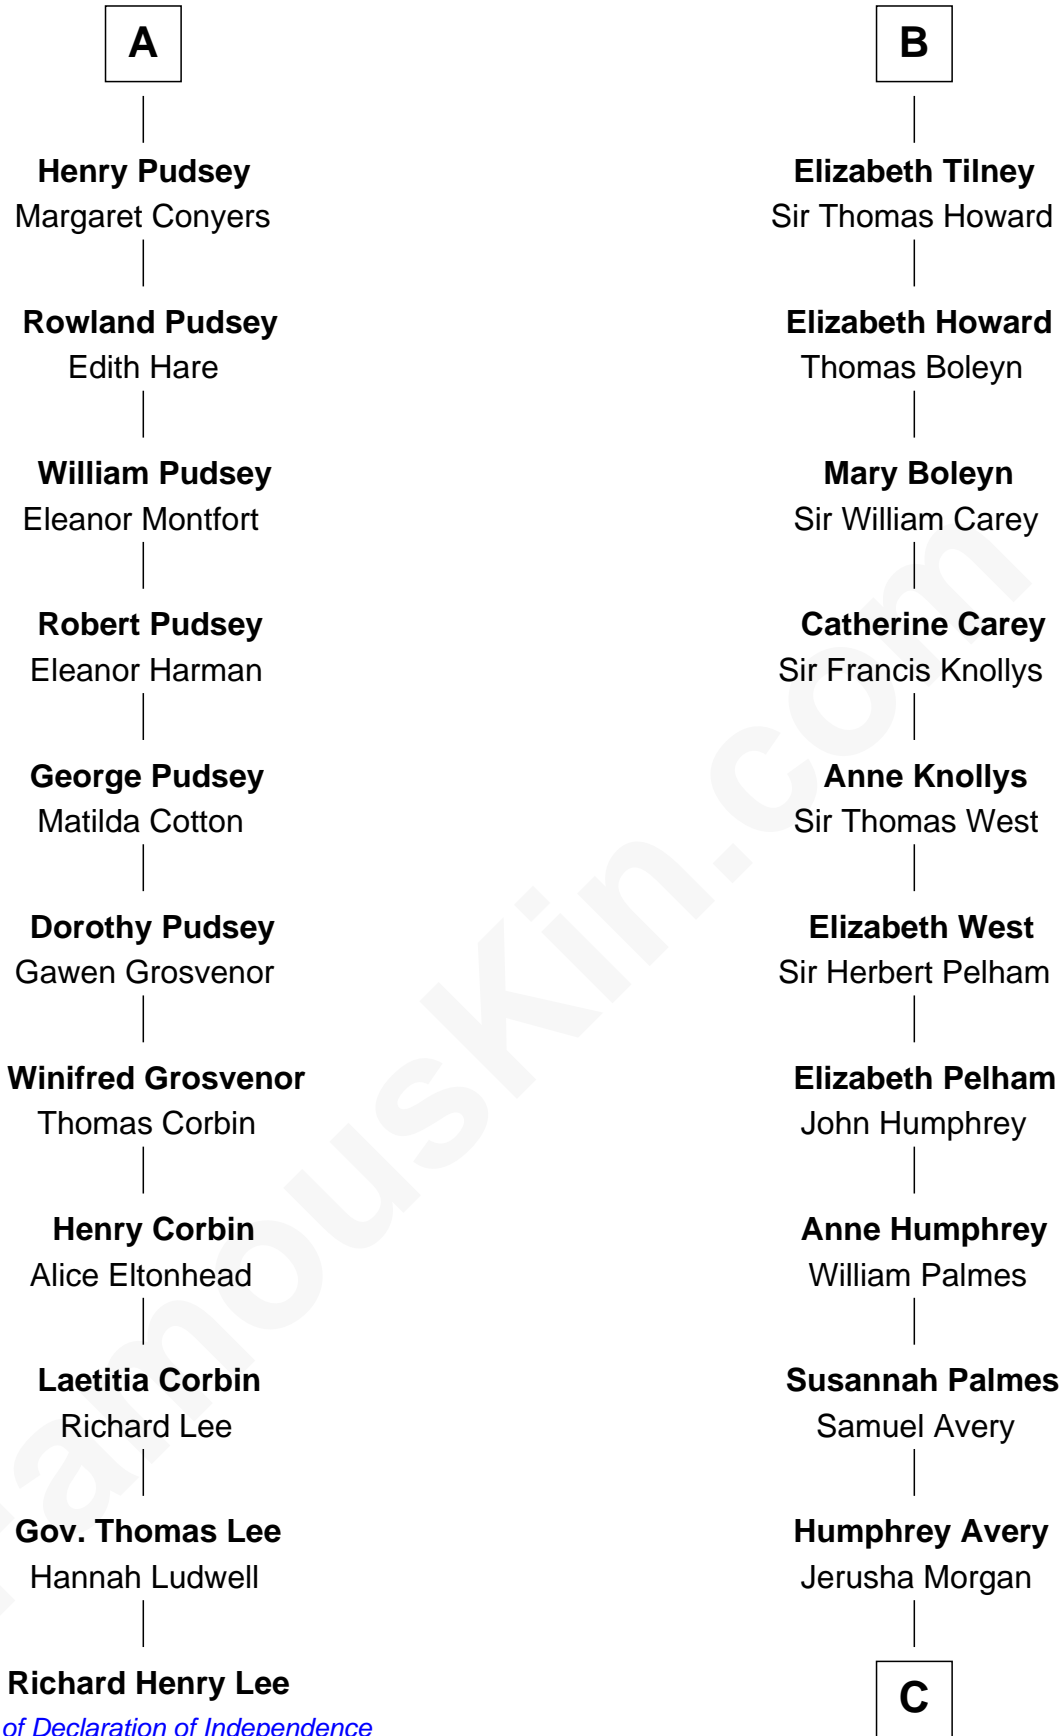 A
Henry Pudsey
Margaret Conyers
Rowland Pudsey
Edith Hare
William Pudsey
Eleanor Montfort
Robert Pudsey
Eleanor Harman
George Pudsey
Matilda Cotton
Dorothy Pudsey
Gawen Grosvenor
Winifred Grosvenor
Thomas Corbin
Henry Corbin
Alice Eltonhead
Laetitia Corbin
Richard Lee
Gov. Thomas Lee
Hannah Ludwell
Richard Henry Lee
of Declaration of Independence
B
Elizabeth Tilney
Sir Thomas Howard
Elizabeth Howard
Thomas Boleyn
Mary Boleyn
Sir William Carey
Catherine Carey
Sir Francis Knollys
Anne Knollys
Sir Thomas West
Elizabeth West
Sir Herbert Pelham
Elizabeth Pelham
John Humphrey
Anne Humphrey
William Palmes
Susannah Palmes
Samuel Avery
Humphrey Avery
Jerusha Morgan
C
FamousKin.com